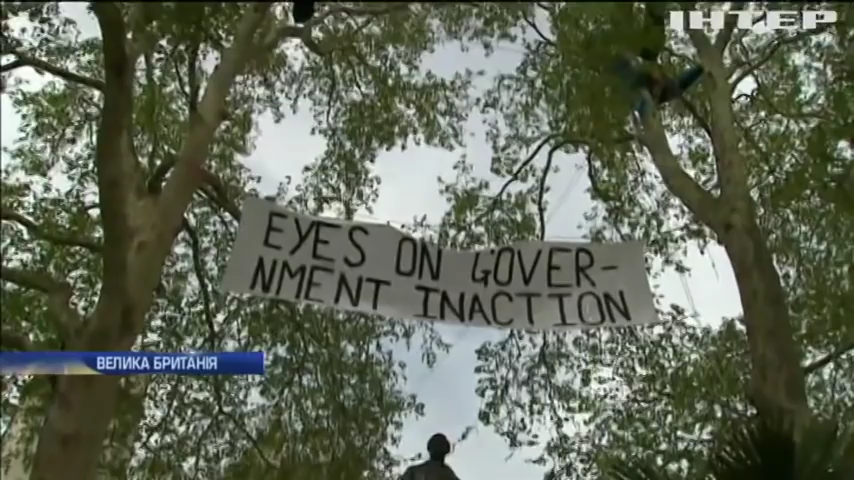 ІНТЕР
EYES ON GOVER-
NMENT INACTION
ВЕЛИКА БРИТАНІЯ